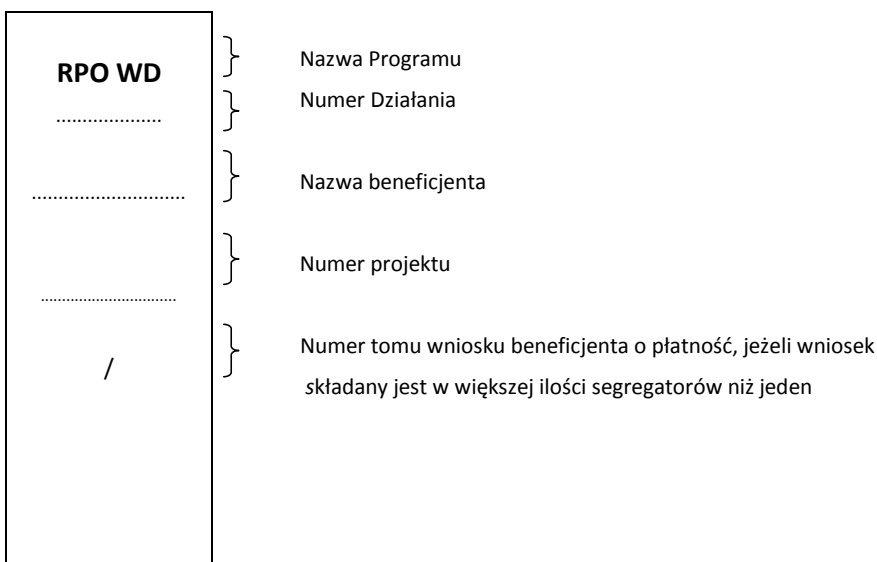 RPO WD
Nazwa Programu
....................
Numer Działania
.............................
Nazwa beneficjenta
Numer projektu
................................
/
Numer tomu wniosku beneficjenta o płatność, jeżeli wniosek
składany jest w większej ilości segregatorów niż jeden